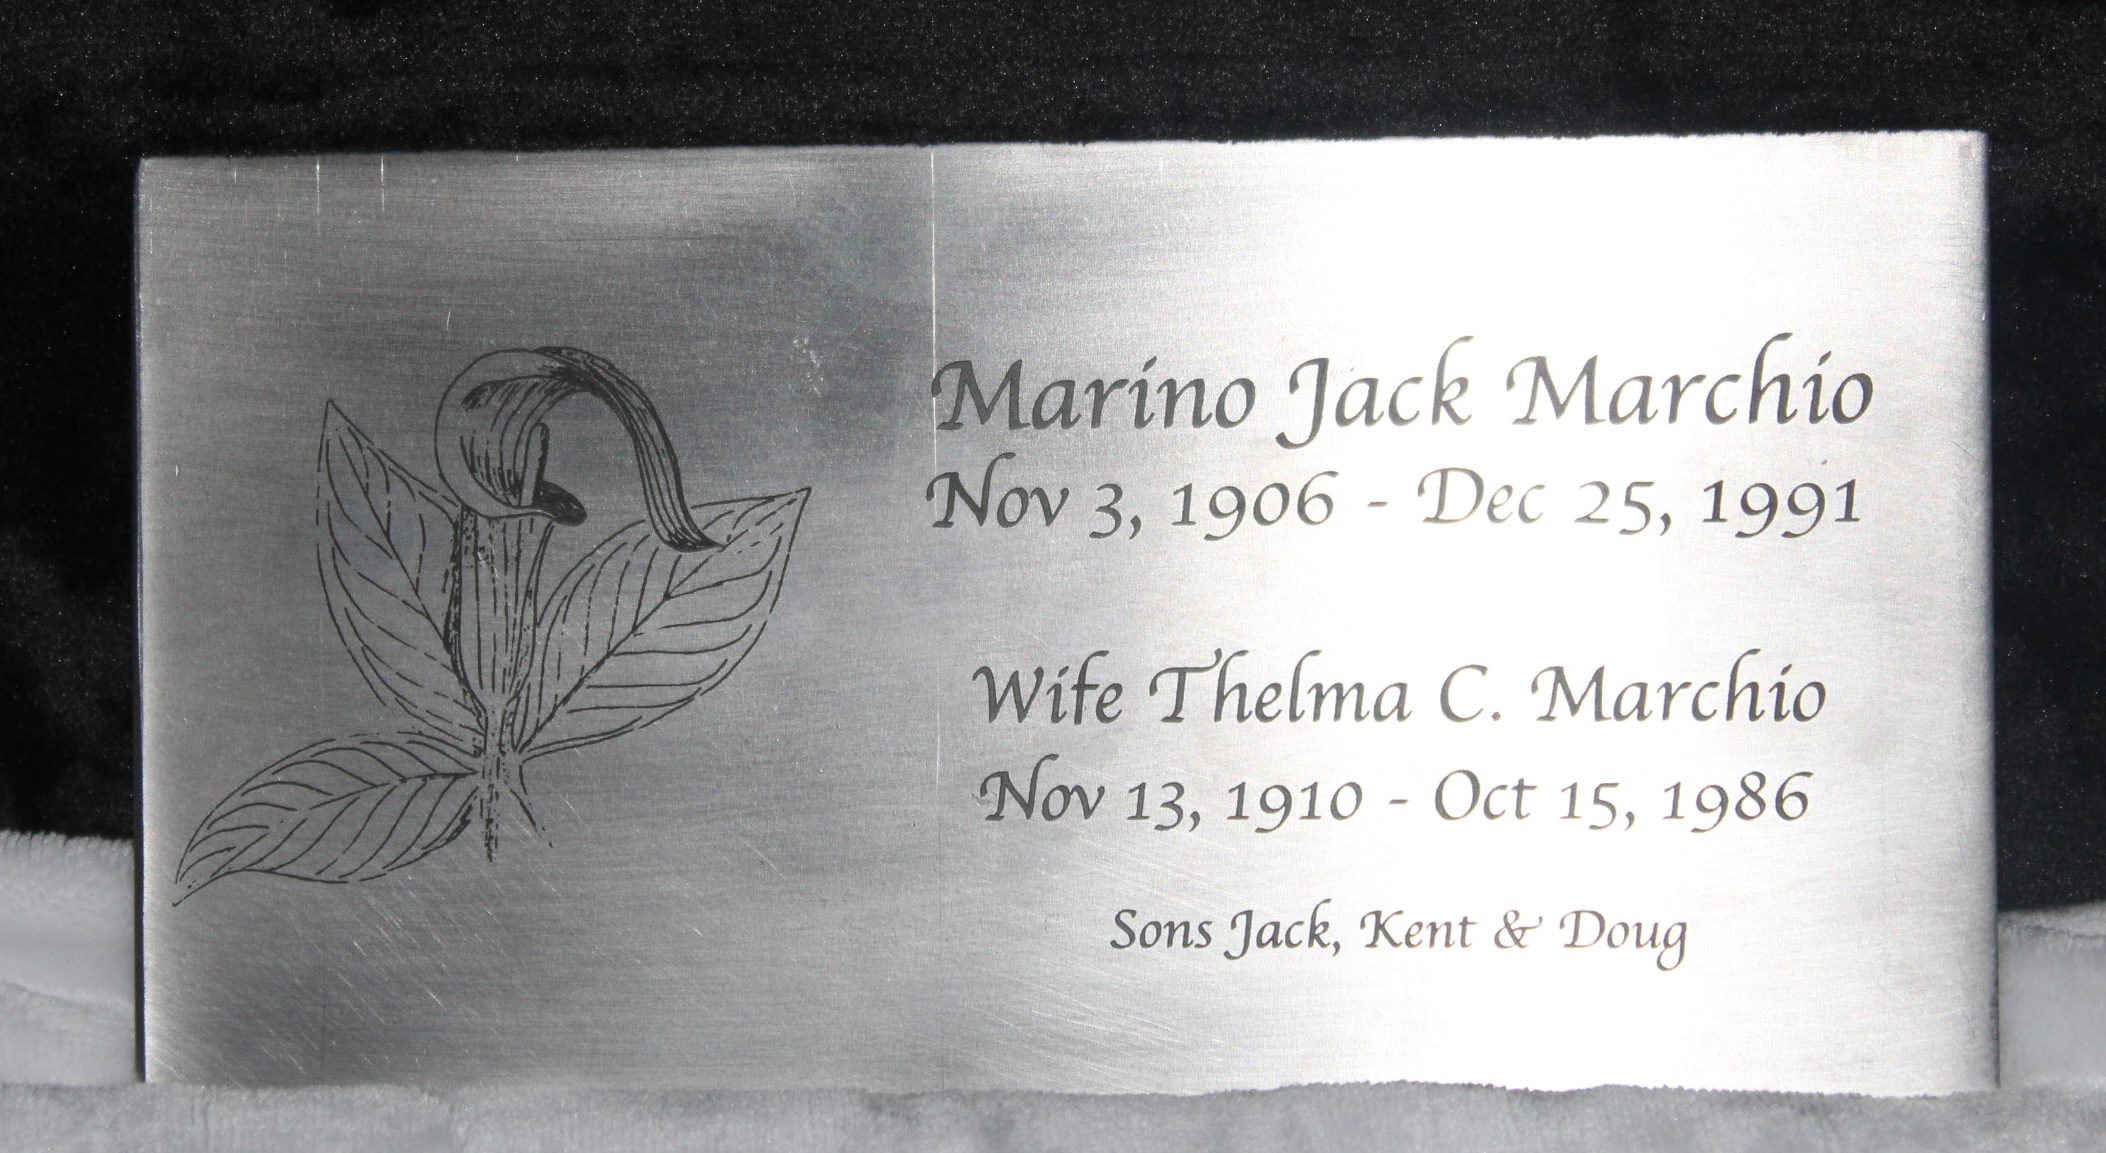 Marino Jack Marchio
Nov 3, 1906 - Dec 25, 1991
Wife Thelma C. Marchio
Nov 13, 1910 - Oct 15, 1986
Sons Jack, Kent & Doug